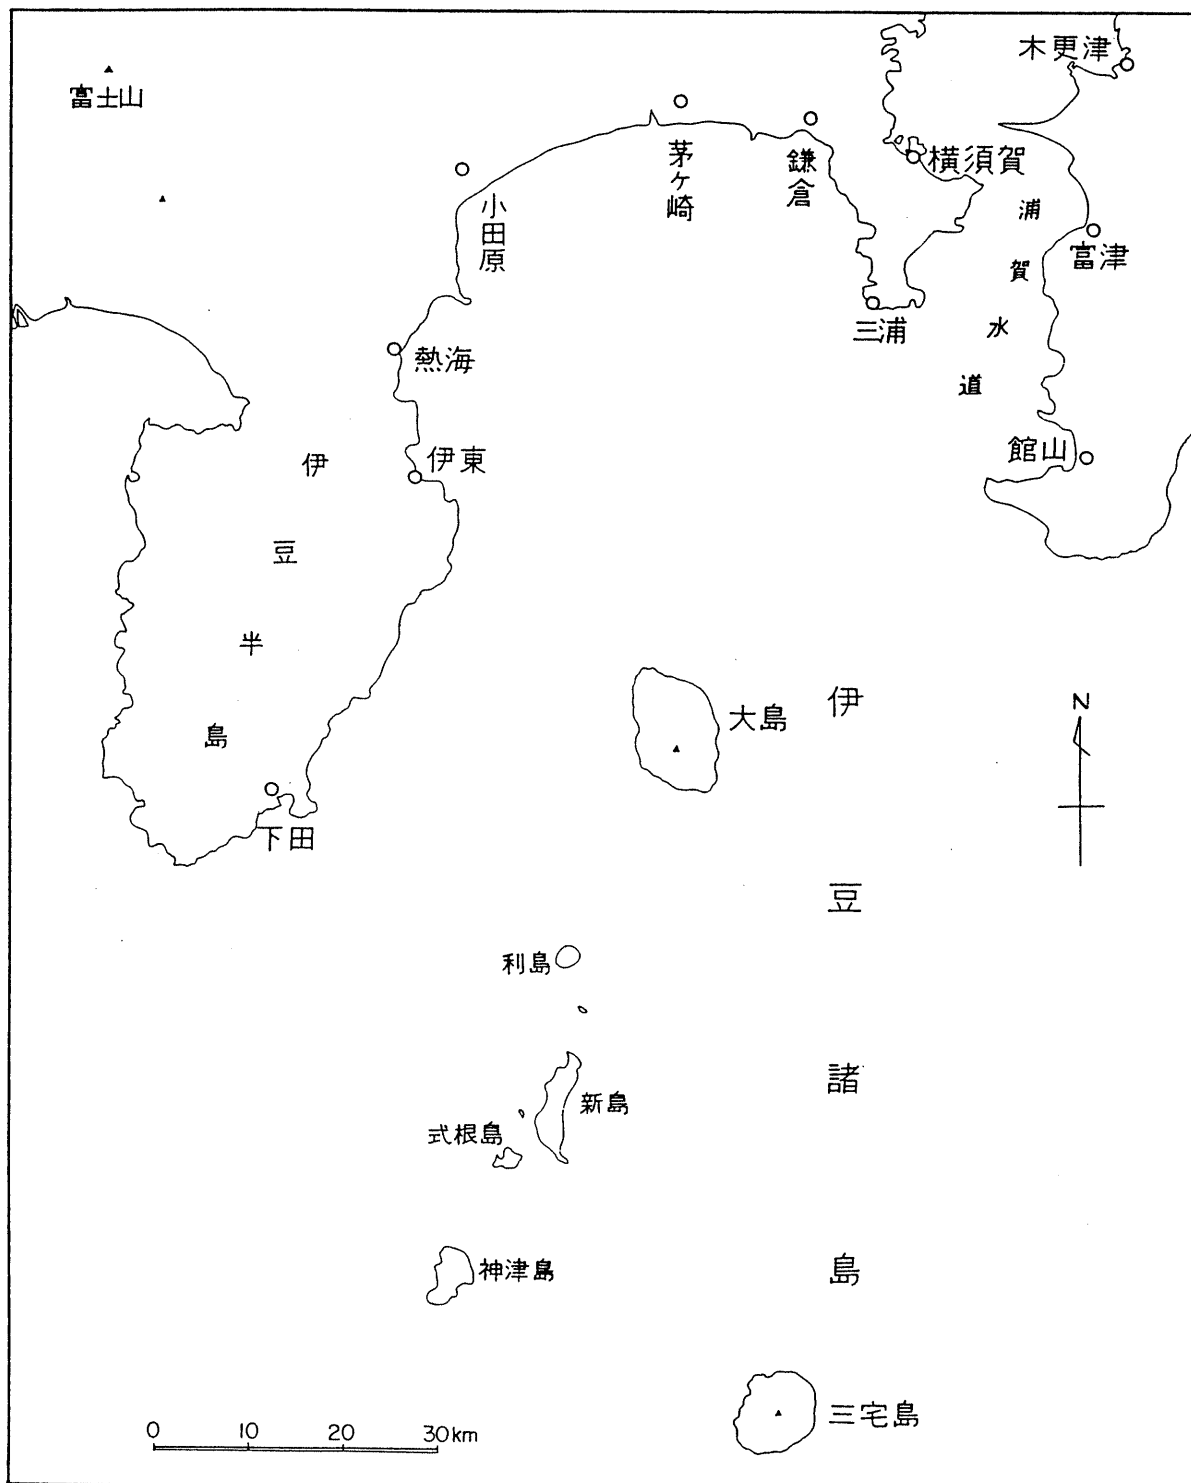 木更津
富士山
横須賀
茅ヶ崎
鎌倉
小田原
浦賀水道
富津
三浦
熱海
伊東
館山
伊豆半島
大島
伊豆諸島
N
下田
利島
新島
式根島
神津島
三宅島
0 10 20 30km